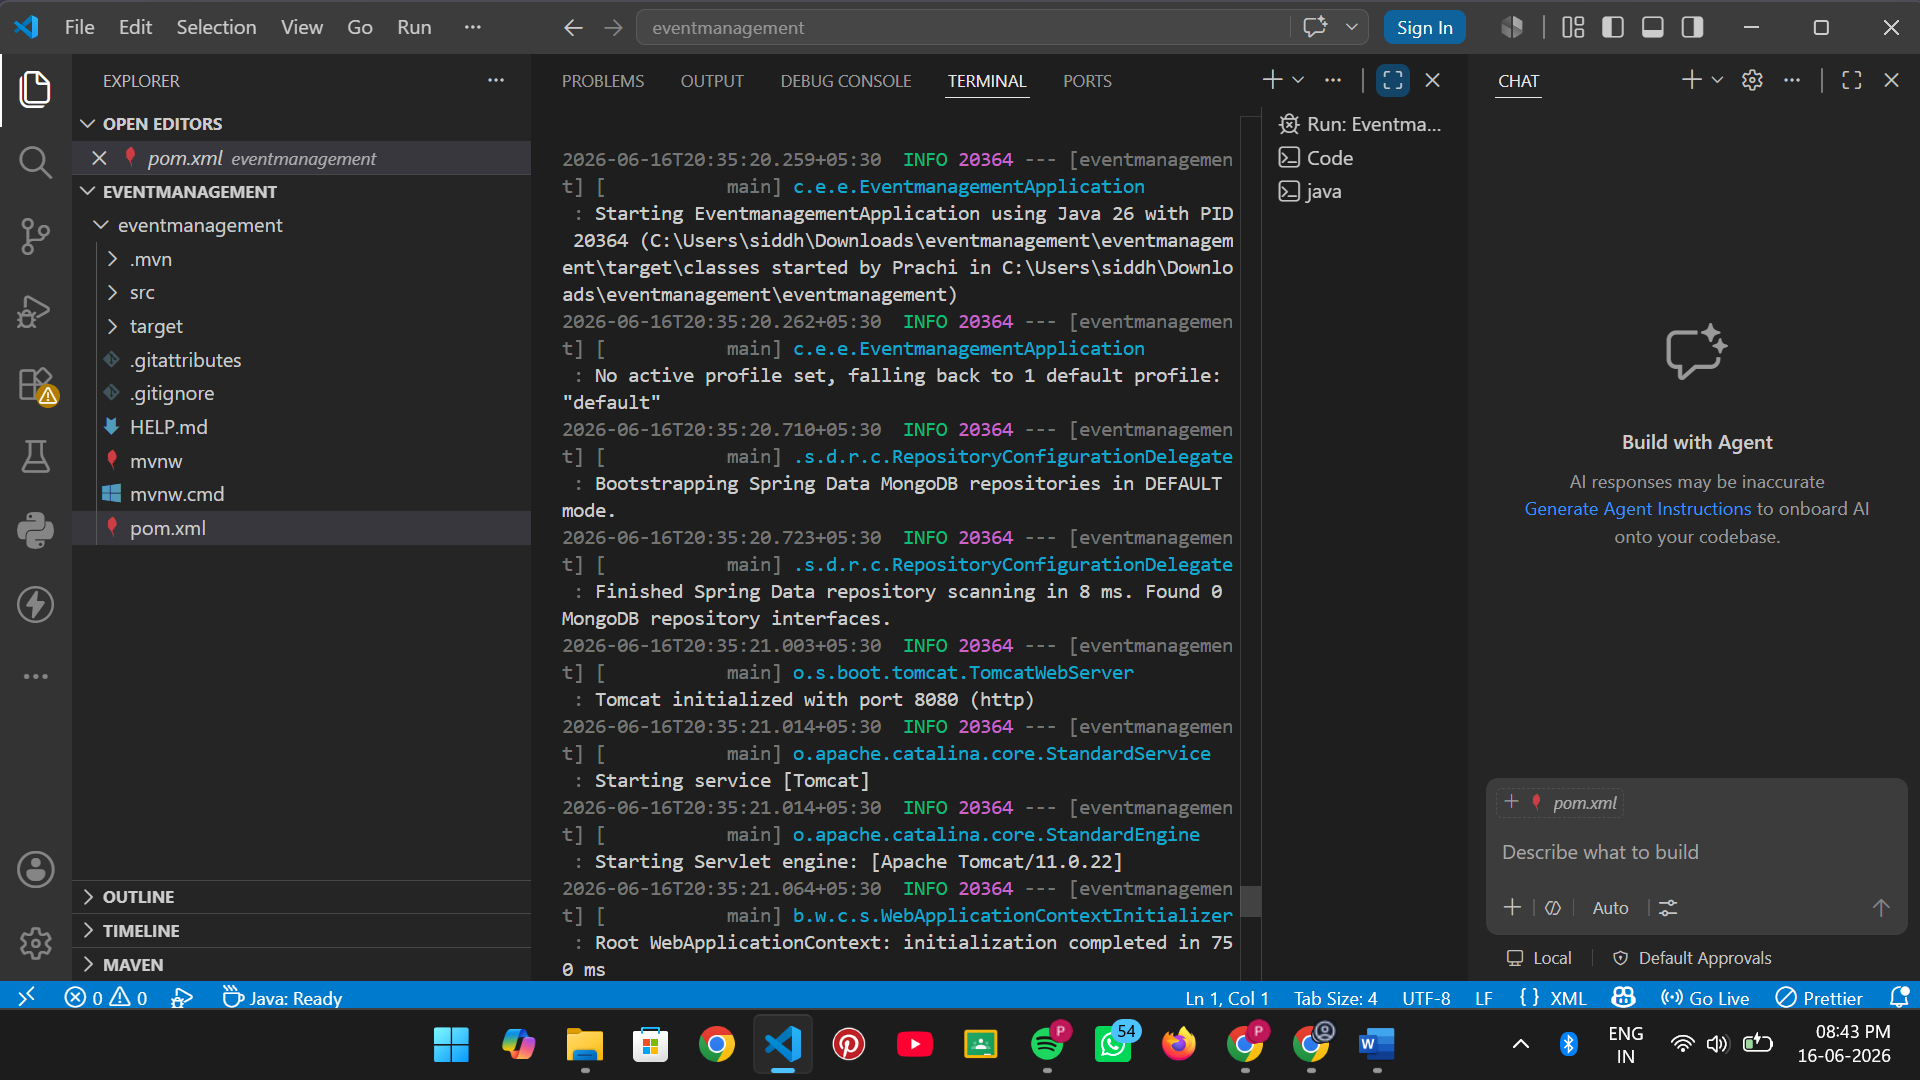 File Edit Selection View Go Run ···
eventmanagement
Sign In
EXPLORER
OPEN EDITORS
pom.xml eventmanagement
EVENTMANAGEMENT
eventmanagement
.mvn
src
target
.gitattributes
.gitignore
HELP.md
mvnw
mvnw.cmd
pom.xml
OUTLINE
TIMELINE
MAVEN
PROBLEMS OUTPUT DEBUG CONSOLE TERMINAL PORTS
2026-06-16T20:35:20.259+05:30 INFO 20364 --- [eventmanagemen
t] [ main] c.e.e.EventmanagementApplication
: Starting EventmanagementApplication using Java 26 with PID
20364 (C:\Users\siddh\Downloads\eventmanagement\eventmanagem
ent\target\classes started by Prachi in C:\Users\siddh\Downlo
ads\eventmanagement\eventmanagement)
2026-06-16T20:35:20.262+05:30 INFO 20364 --- [eventmanagemen
t] [ main] c.e.e.EventmanagementApplication
: No active profile set, falling back to 1 default profile:
"default"
2026-06-16T20:35:20.710+05:30 INFO 20364 --- [eventmanagemen
t] [ main] .s.d.r.c.RepositoryConfigurationDelegate
: Bootstrapping Spring Data MongoDB repositories in DEFAULT
mode.
2026-06-16T20:35:20.723+05:30 INFO 20364 --- [eventmanagemen
t] [ main] .s.d.r.c.RepositoryConfigurationDelegate
: Finished Spring Data repository scanning in 8 ms. Found 0
MongoDB repository interfaces.
2026-06-16T20:35:21.003+05:30 INFO 20364 --- [eventmanagemen
t] [ main] o.s.boot.tomcat.TomcatWebServer
: Tomcat initialized with port 8080 (http)
2026-06-16T20:35:21.014+05:30 INFO 20364 --- [eventmanagemen
t] [ main] o.apache.catalina.core.StandardService
: Starting service [Tomcat]
2026-06-16T20:35:21.014+05:30 INFO 20364 --- [eventmanagemen
t] [ main] o.apache.catalina.core.StandardEngine
: Starting Servlet engine: [Apache Tomcat/11.0.22]
2026-06-16T20:35:21.064+05:30 INFO 20364 --- [eventmanagemen
t] [ main] b.w.c.s.WebApplicationContextInitializer
: Root WebApplicationContext: initialization completed in 75
0 ms
Run: Eventma...
Code
java
CHAT
Build with Agent
AI responses may be inaccurate
Generate Agent Instructions to onboard AI
onto your codebase.
pom.xml
Describe what to build
Auto
Local Default Approvals
0 0 Java: Ready Ln 1, Col 1 Tab Size: 4 UTF-8 LF {} XML Go Live Prettier
P
54
P
ENG
IN
08:43 PM
16-06-2026